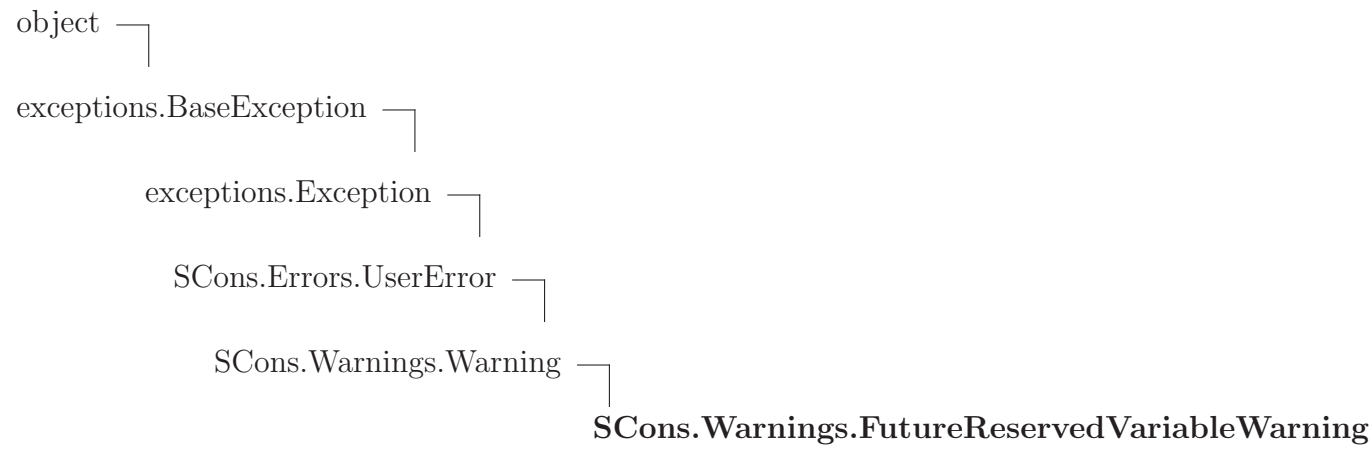 object
exceptions.BaseException
exceptions.Exception
SCons.Errors.UserError
SCons.Warnings.Warning
SCons.Warnings.FutureReservedVariableWarning